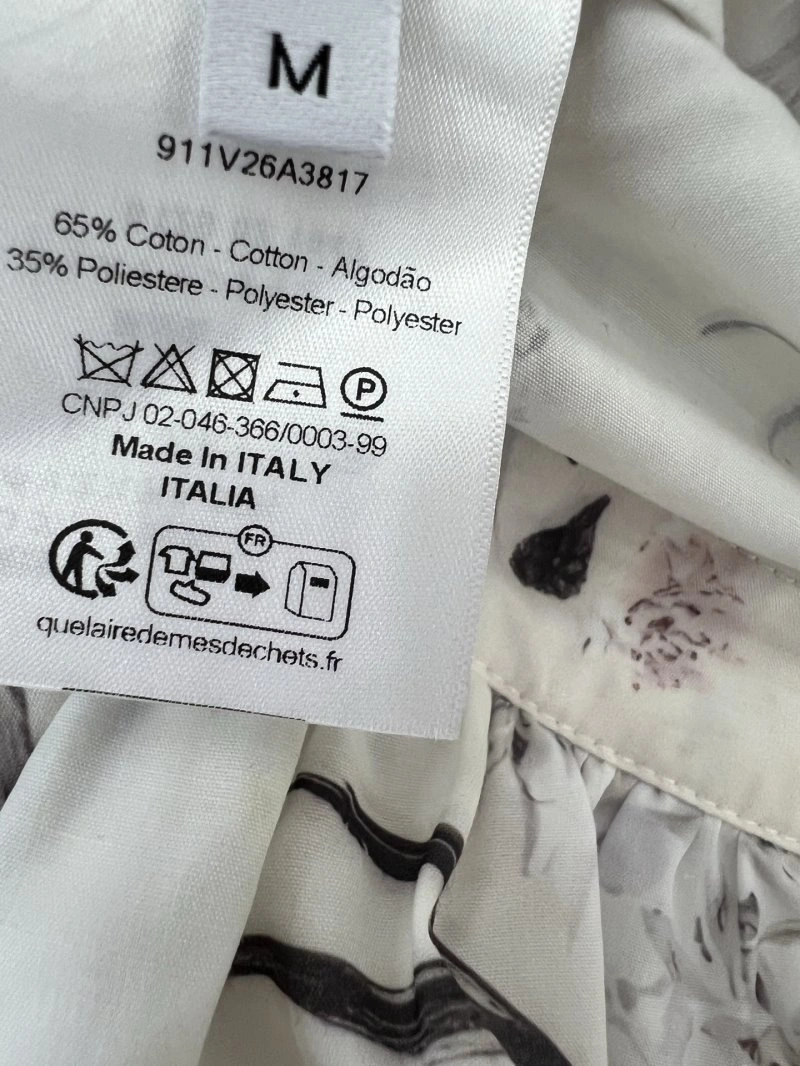 M
911V26A3817
65% Coton - Cotton - Algodão
35% Poliestere - Polyester - Polyester
P
CNPJ 02-046-366/0003-99
Made In ITALY
ITALIA
FR
quelairedemesdechets.fr